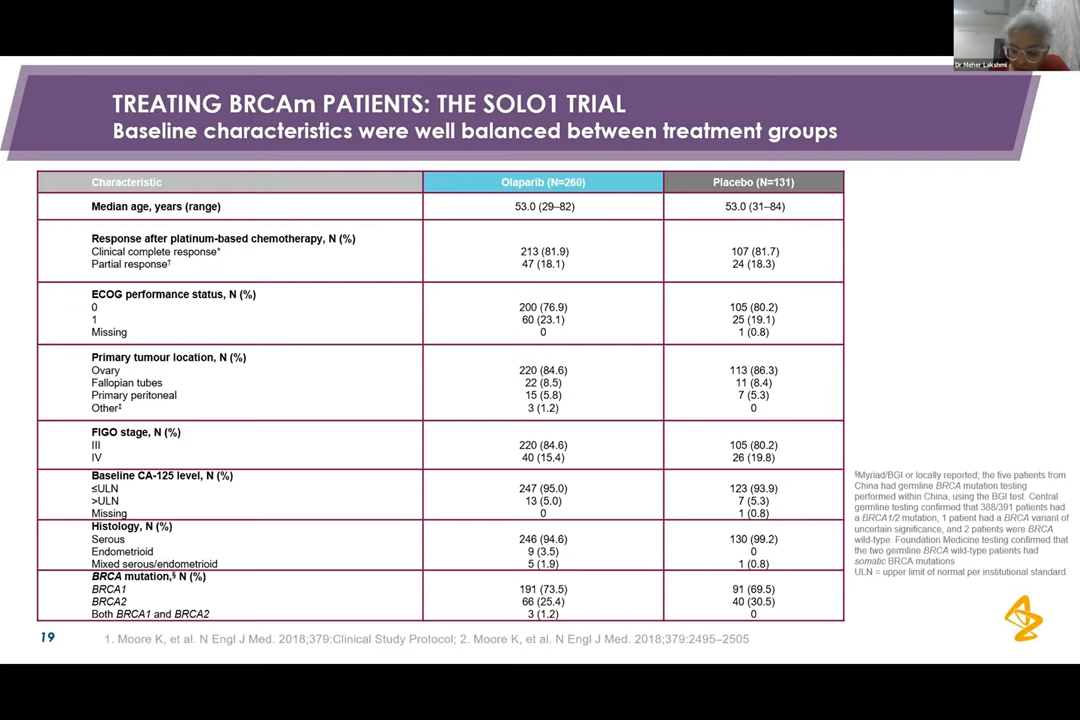 Dr Meher Lakshmi
TREATING BRCAm PATIENTS: THE SOLO1 TRIAL
Baseline characteristics were well balanced between treatment groups
Characteristic Olaparib (N=260) Placebo (N=131)
Median age, years (range) 53.0 (29–82) 53.0 (31–84)
Response after platinum-based chemotherapy, N (%)
Clinical complete response* 213 (81.9) 107 (81.7)
Partial response† 47 (18.1) 24 (18.3)
ECOG performance status, N (%)
0 200 (76.9) 105 (80.2)
1 60 (23.1) 25 (19.1)
Missing 0 1 (0.8)
Primary tumour location, N (%)
Ovary 220 (84.6) 113 (86.3)
Fallopian tubes 22 (8.5) 11 (8.4)
Primary peritoneal 15 (5.8) 7 (5.3)
Other‡ 3 (1.2) 0
FIGO stage, N (%)
III 220 (84.6) 105 (80.2)
IV 40 (15.4) 26 (19.8)
Baseline CA-125 level, N (%)
≤ULN 247 (95.0) 123 (93.9)
>ULN 13 (5.0) 7 (5.3)
Missing 0 1 (0.8)
Histology, N (%)
Serous 246 (94.6) 130 (99.2)
Endometrioid 9 (3.5) 0
Mixed serous/endometrioid 5 (1.9) 1 (0.8)
BRCA mutation,§ N (%)
BRCA1 191 (73.5) 91 (69.5)
BRCA2 66 (25.4) 40 (30.5)
Both BRCA1 and BRCA2 3 (1.2) 0
§Myriad/BGI or locally reported; the five patients from
China had germline BRCA mutation testing
performed within China, using the BGI test. Central
germline testing confirmed that 388/391 patients had
a BRCA1/2 mutation, 1 patient had a BRCA variant of
uncertain significance, and 2 patients were BRCA
wild-type. Foundation Medicine testing confirmed that
the two germline BRCA wild-type patients had
somatic BRCA mutations
ULN = upper limit of normal per institutional standard.
19 1. Moore K, et al. N Engl J Med. 2018;379:Clinical Study Protocol; 2. Moore K, et al. N Engl J Med. 2018;379:2495–2505